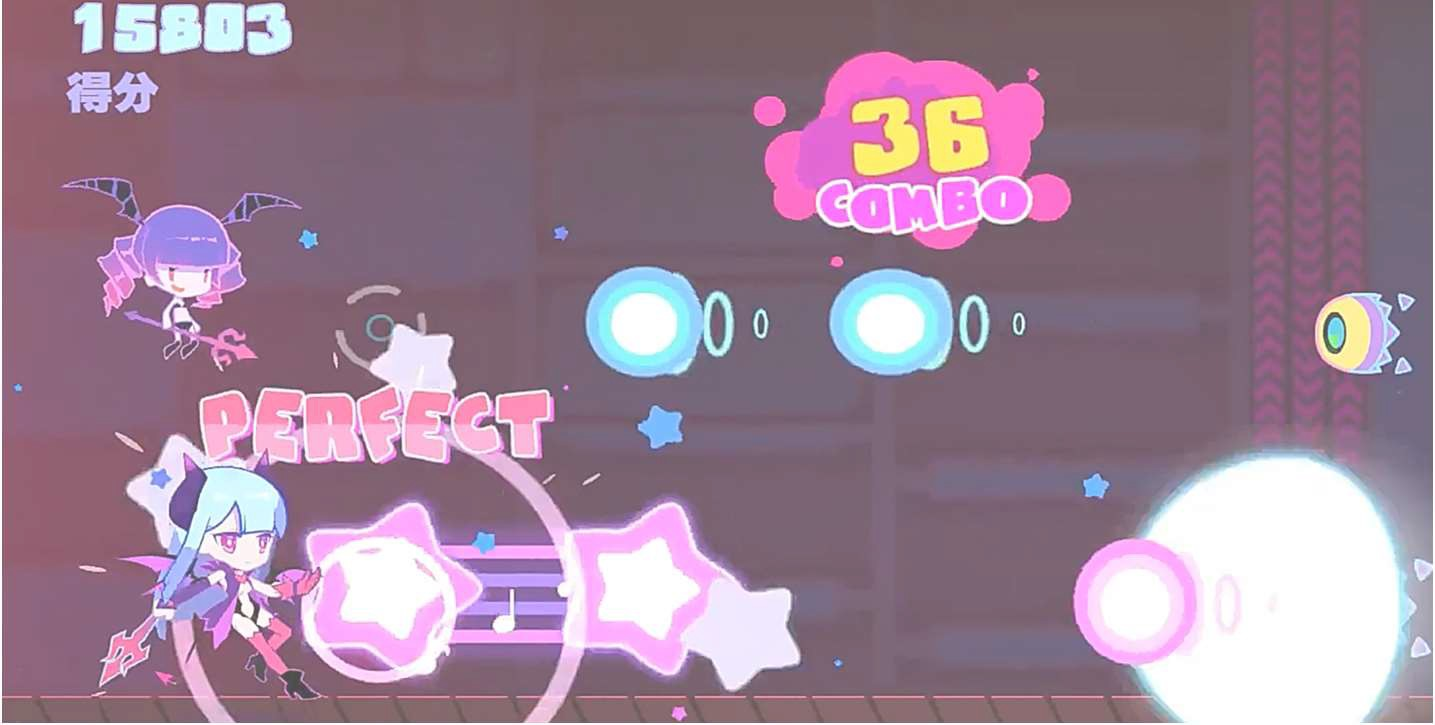 15803
得分
36
COMBO
PERFECT